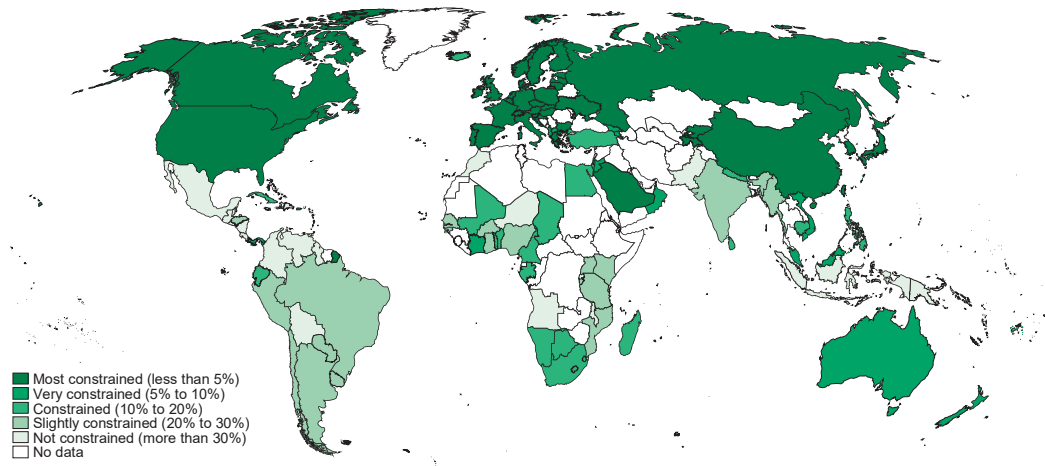 Most constrained (less than 5%)
Very constrained (5% to 10%)
Constrained (10% to 20%)
Slightly constrained (20% to 30%)
Not constrained (more than 30%)
No data